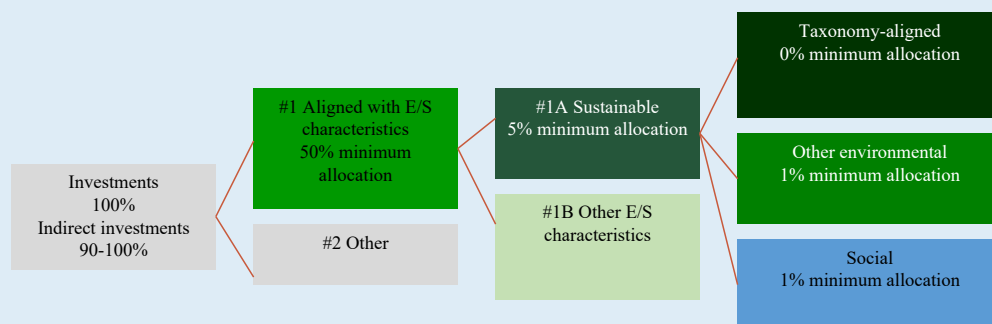 Investments
100%
Indirect investments
90-100%
#1 Aligned with E/S
characteristics
50% minimum
allocation
#2 Other
#1A Sustainable
5% minimum allocation
#1B Other E/S
characteristics
Taxonomy-aligned
0% minimum allocation
Other environmental
1% minimum allocation
Social
1% minimum allocation